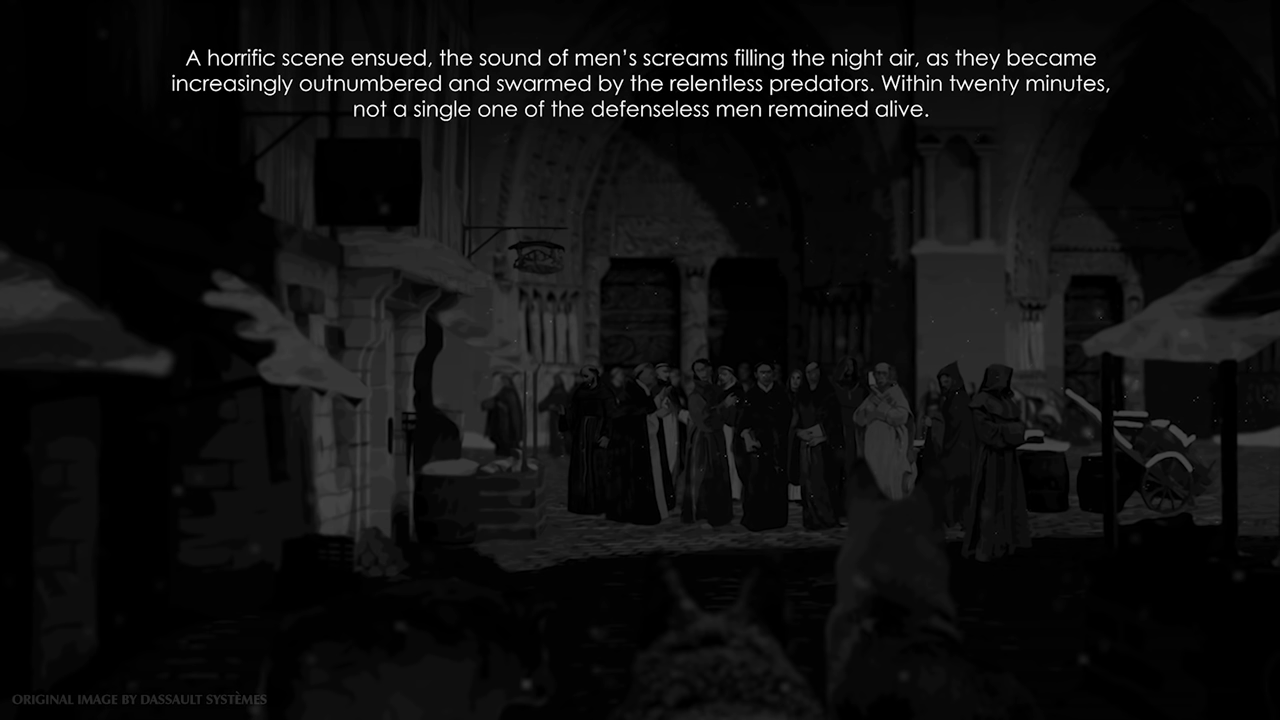 A horrific scene ensued, the sound of men’s screams filling the night air, as they became
increasingly outnumbered and swarmed by the relentless predators. Within twenty minutes,
not a single one of the defenseless men remained alive.
ORIGINAL IMAGE BY DASSAULT SYSTÈMES